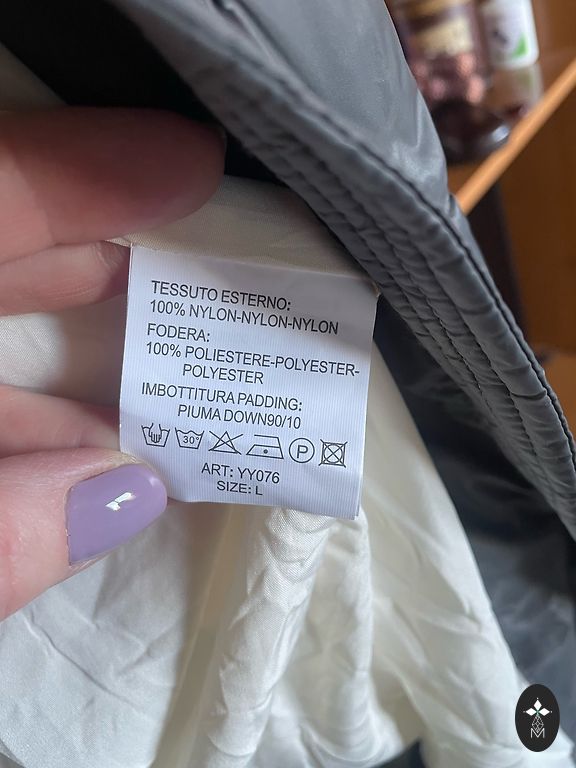 TESSUTO ESTERNO:
100% NYLON-NYLON-NYLON
FODERA:
100% POLIESTERE-POLYESTER-
POLYESTER
IMBOTTITURA PADDING:
PIUMA DOWN90/10
30° P
ART: YY076
SIZE: L
M